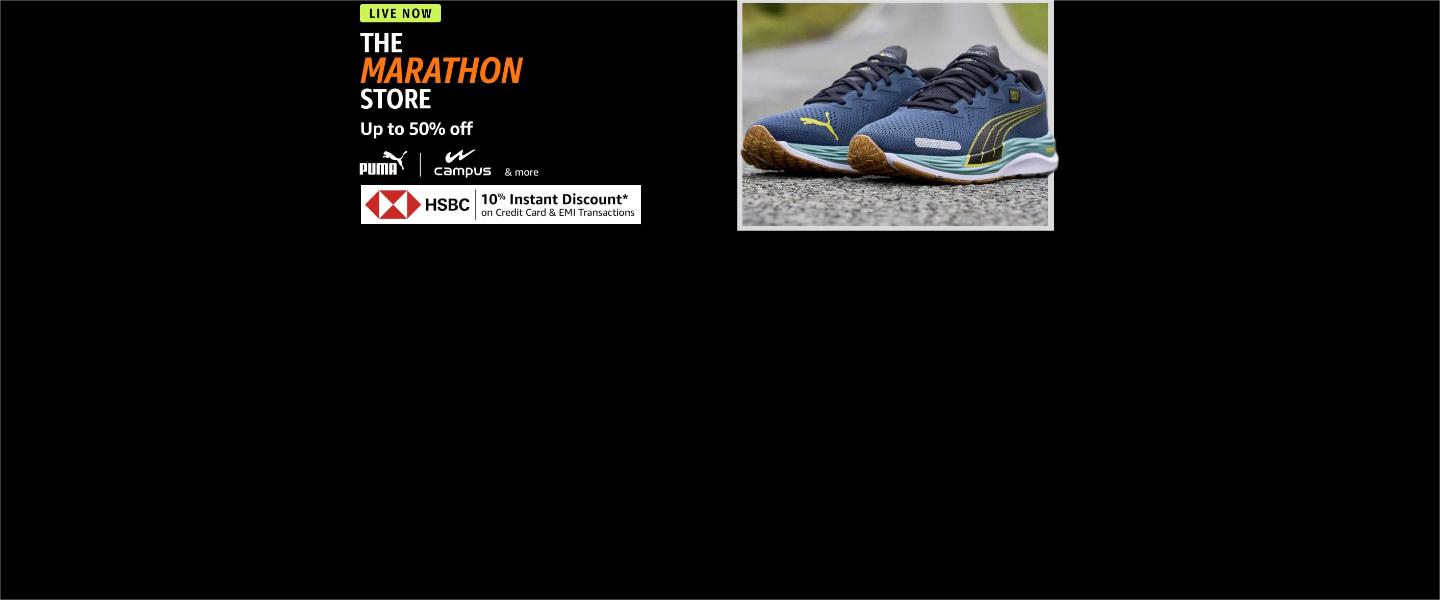 LIVE NOW
THE
MARATHON
STORE
Up to 50% off
PUMA | campus & more
HSBC
10% Instant Discount*
on Credit Card & EMI Transactions